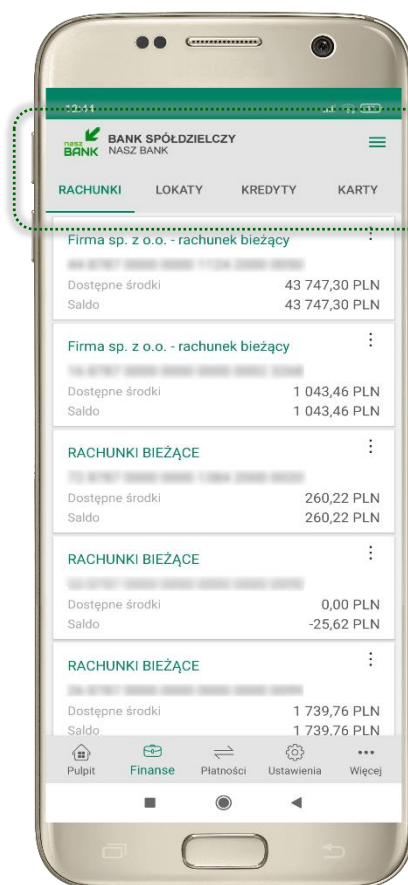 12:44
nasz BANK BANK SPÓŁDZIELCZY
NASZ BANK
RACHUNKI LOKATY KREDYTY KARTY
Firma sp. z o.o. - rachunek bieżący
Dostępne środki 43 747,30 PLN
Saldo 43 747,30 PLN
Firma sp. z o.o. - rachunek bieżący
Dostępne środki 1 043,46 PLN
Saldo 1 043,46 PLN
RACHUNKI BIEŻĄCE
Dostępne środki 260,22 PLN
Saldo 260,22 PLN
RACHUNKI BIEŻĄCE
Dostępne środki 0,00 PLN
Saldo -25,62 PLN
RACHUNKI BIEŻĄCE
Dostępne środki 1 739,76 PLN
Saldo 1 739,76 PLN
Pulpit Finanse Płatności Ustawienia Więcej